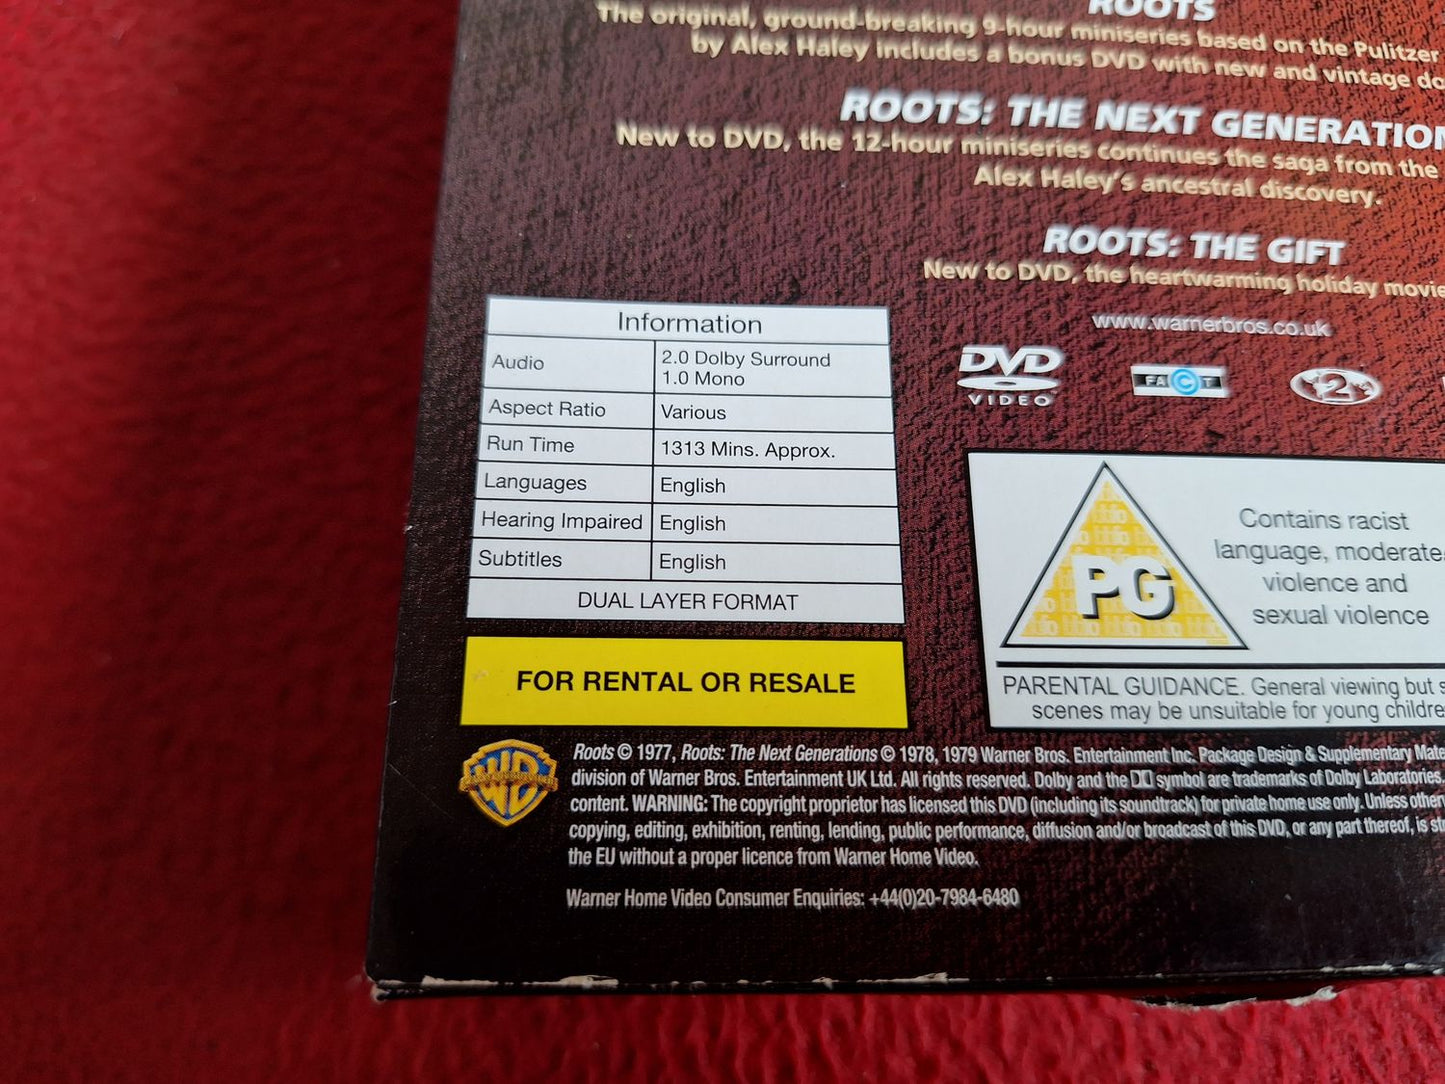 ROOTS
The original, ground-breaking 9-hour miniseries based on the Pulitzer
by Alex Haley includes a bonus DVD with new and vintage do
ROOTS: THE NEXT GENERATION
New to DVD, the 12-hour miniseries continues the saga from the
Alex Haley's ancestral discovery.
ROOTS: THE GIFT
New to DVD, the heartwarming holiday movie
www.warnerbros.co.uk
DVD
VIDEO
FACT
2
Information
Audio 2.0 Dolby Surround
1.0 Mono
Aspect Ratio Various
Run Time 1313 Mins. Approx.
Languages English
Hearing Impaired English
Subtitles English
DUAL LAYER FORMAT
FOR RENTAL OR RESALE
PG
Contains racist
language, moderate
violence and
sexual violence
PARENTAL GUIDANCE. General viewing but s
scenes may be unsuitable for young childre
WB
Roots © 1977, Roots: The Next Generations © 1978, 1979 Warner Bros. Entertainment Inc. Package Design & Supplementary Mate
division of Warner Bros. Entertainment UK Ltd. All rights reserved. Dolby and the DD symbol are trademarks of Dolby Laboratories.
content. WARNING: The copyright proprietor has licensed this DVD (including its soundtrack) for private home use only. Unless other
copying, editing, exhibition, renting, lending, public performance, diffusion and/or broadcast of this DVD, or any part thereof, is str
the EU without a proper licence from Warner Home Video.
Warner Home Video Consumer Enquiries: +44(0)20-7984-6480